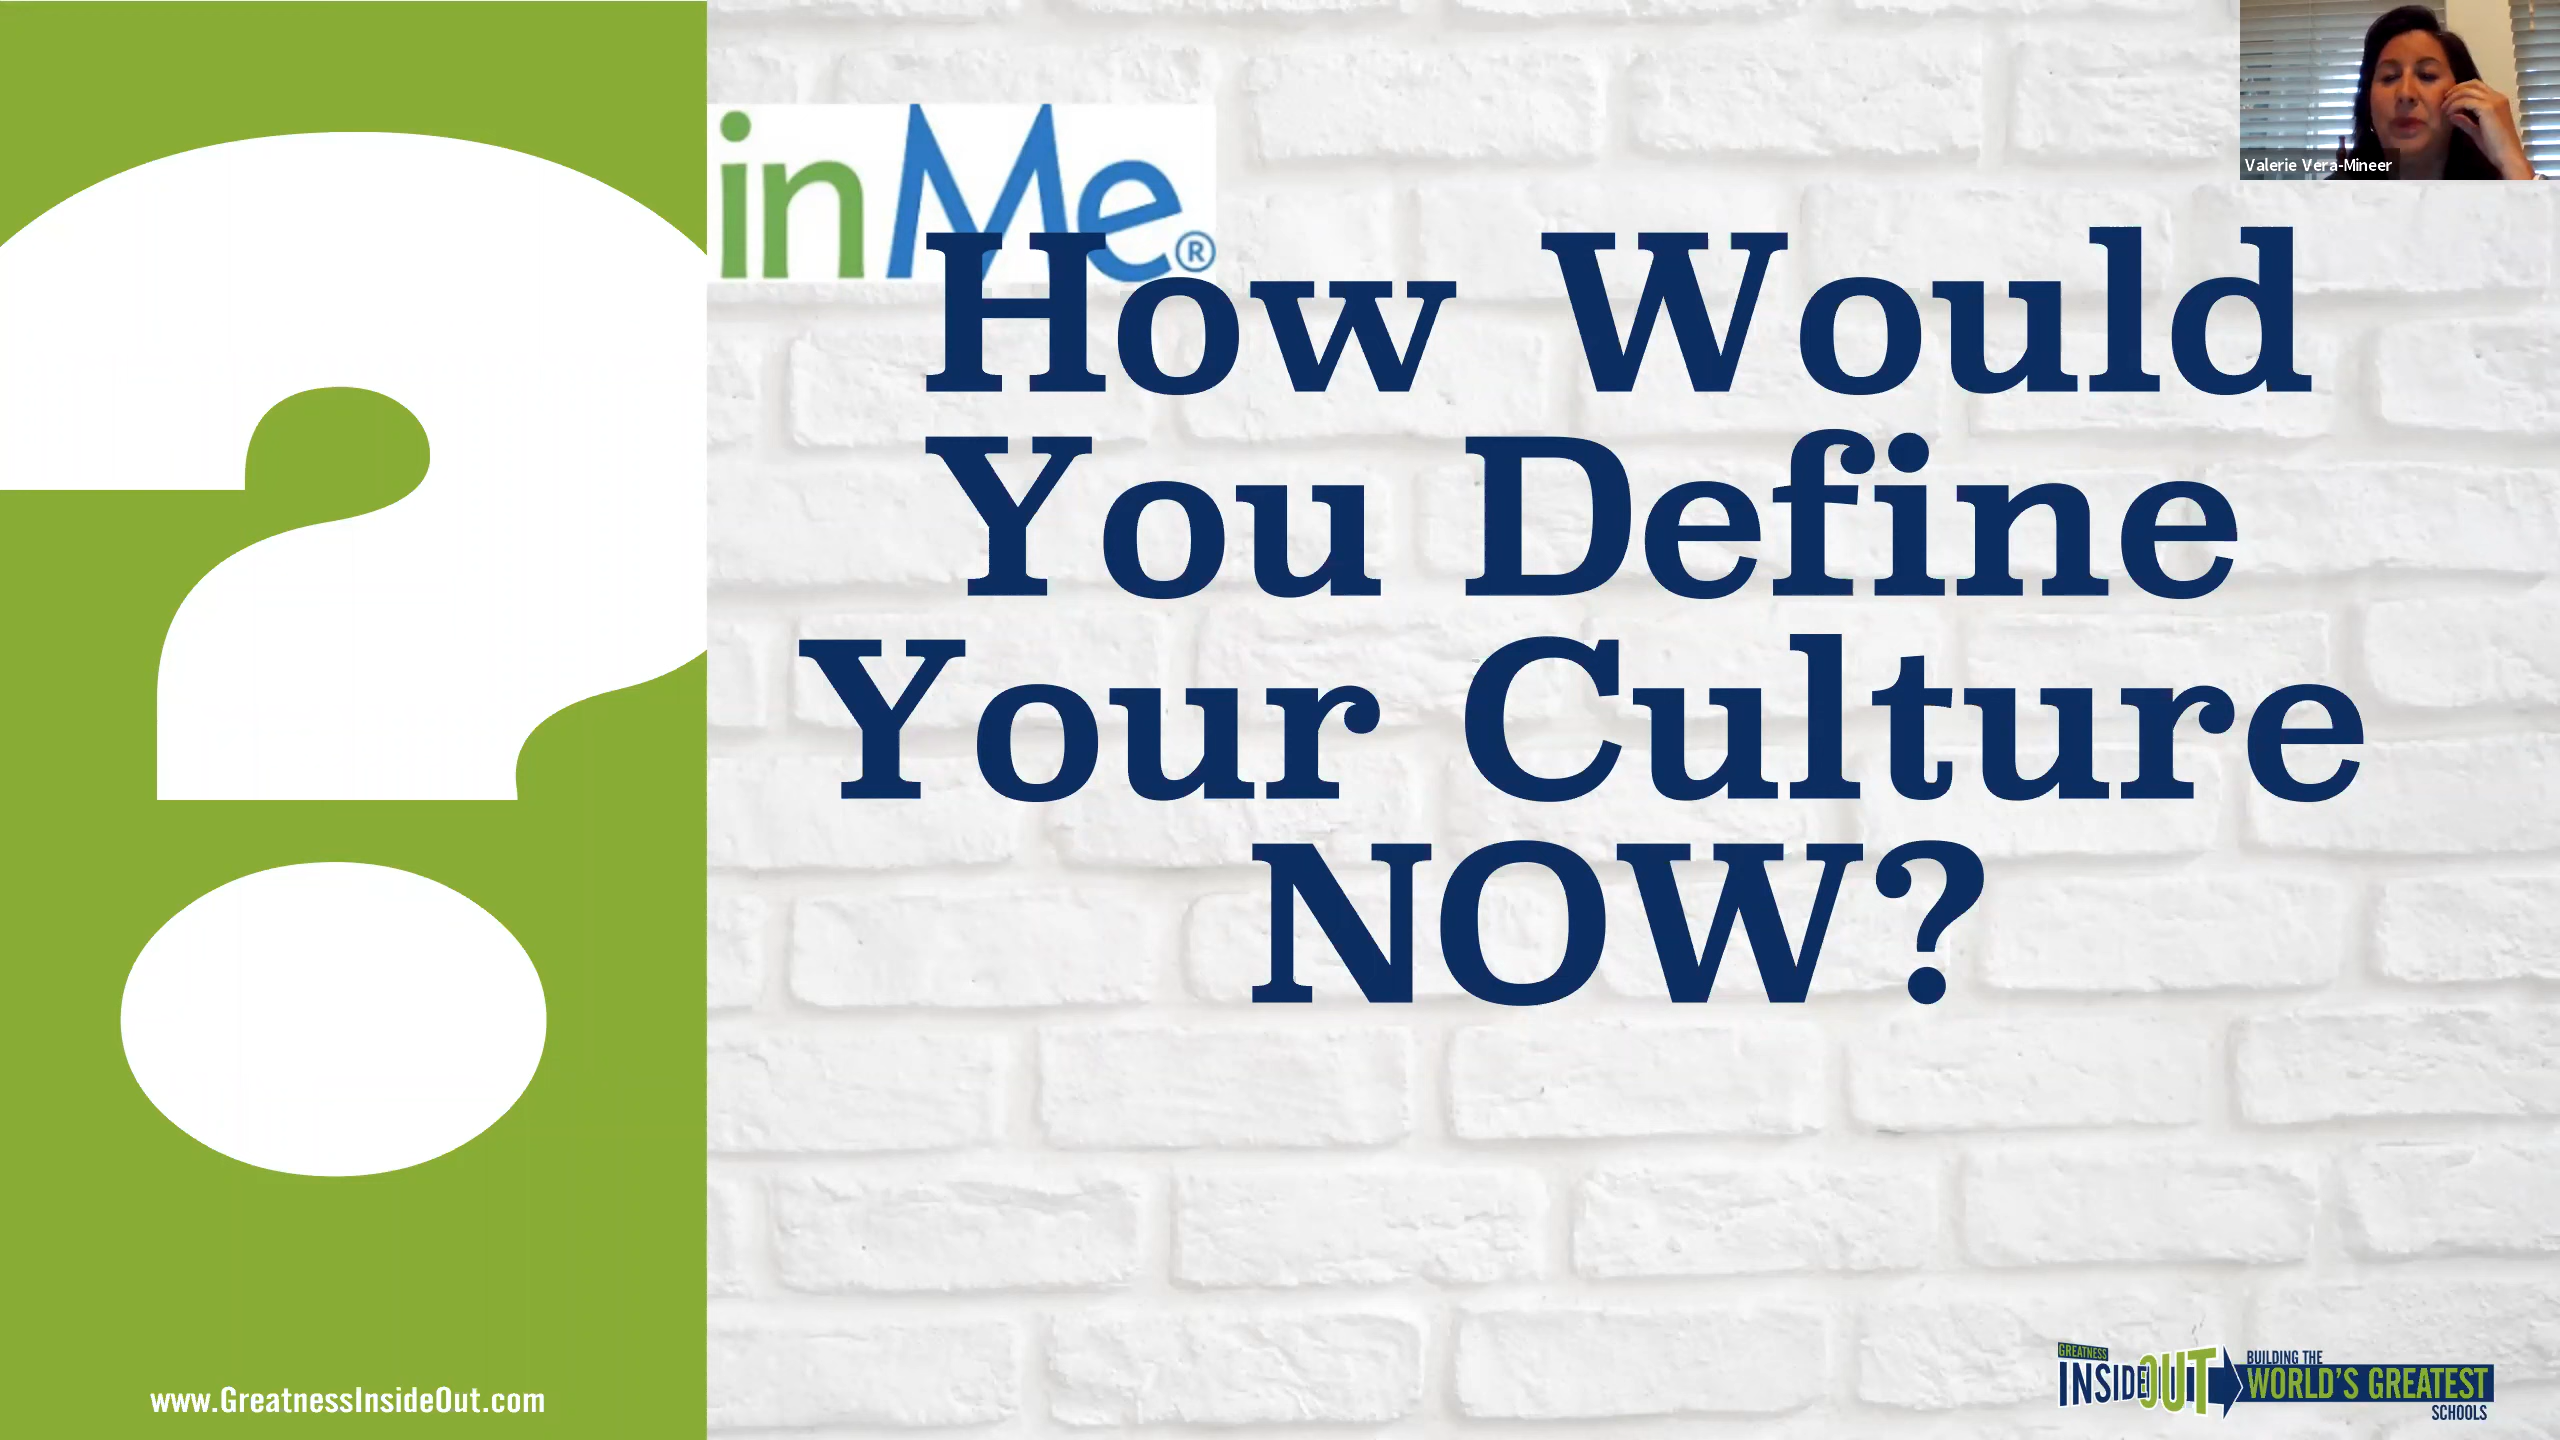 inMe®
Valerie Vera-Mineer
How Would
You Define
Your Culture
NOW?
www.GreatnessInsideOut.com
GREATNESS
INSIDE OUT
BUILDING THE
WORLD'S GREATEST
SCHOOLS